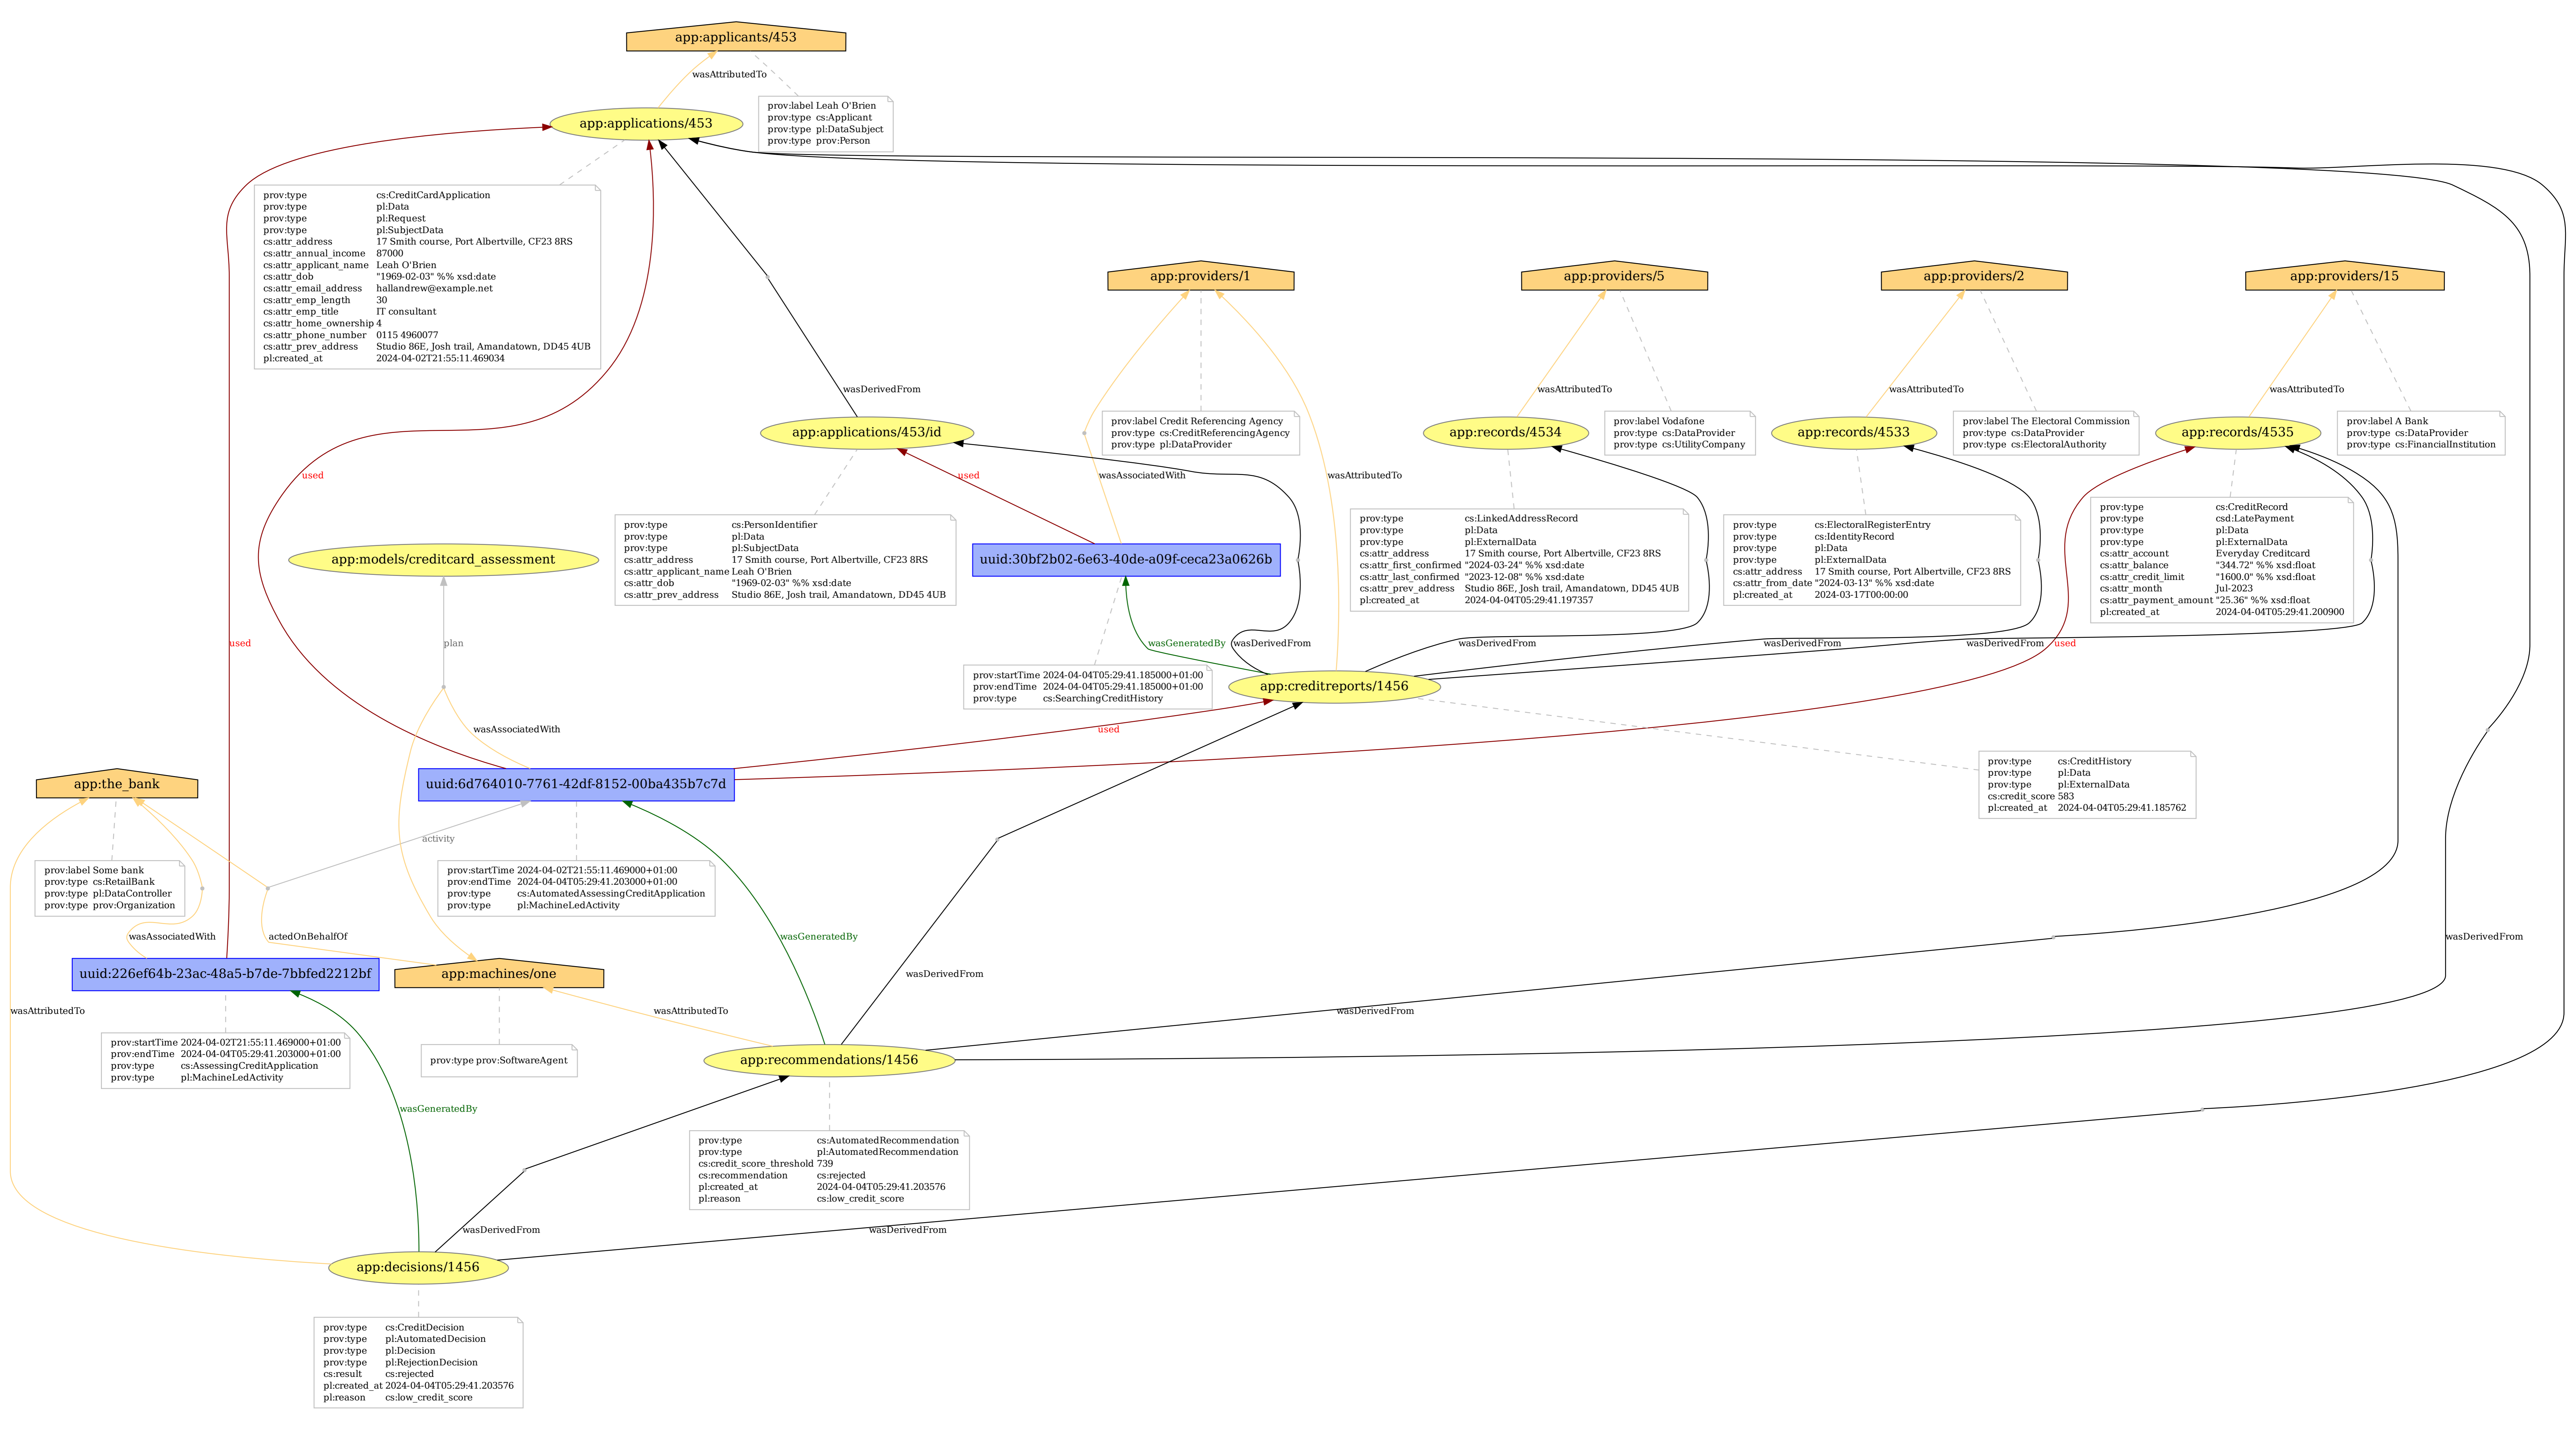 app:applicants/453
wasAttributedTo
prov:label Leah O'Brien
prov:type cs:Applicant
prov:type pl:DataSubject
prov:type prov:Person
app:applications/453
prov:type cs:CreditCardApplication
prov:type pl:Data
prov:type pl:Request
prov:type pl:SubjectData
cs:attr_address 17 Smith course, Port Albertville, CF23 8RS
cs:attr_annual_income 87000
cs:attr_applicant_name Leah O'Brien
cs:attr_dob "1969-02-03" %% xsd:date
cs:attr_email_address hallandrew@example.net
cs:attr_emp_length 30
cs:attr_emp_title IT consultant
cs:attr_home_ownership 4
cs:attr_phone_number 0115 4960077
cs:attr_prev_address Studio 86E, Josh trail, Amandatown, DD45 4UB
pl:created_at 2024-04-02T21:55:11.469034
app:providers/1
app:providers/5
app:providers/2
app:providers/15
wasDerivedFrom
wasAttributedTo
wasAttributedTo
wasAttributedTo
app:applications/453/id
prov:label Credit Referencing Agency
prov:type cs:CreditReferencingAgency
prov:type pl:DataProvider
app:records/4534
prov:label Vodafone
prov:type cs:DataProvider
prov:type cs:UtilityCompany
app:records/4533
prov:label The Electoral Commission
prov:type cs:DataProvider
prov:type cs:ElectoralAuthority
app:records/4535
prov:label A Bank
prov:type cs:DataProvider
prov:type cs:FinancialInstitution
used
used
wasAssociatedWith
wasAttributedTo
app:models/creditcard_assessment
prov:type cs:PersonIdentifier
prov:type pl:Data
prov:type pl:SubjectData
cs:attr_address 17 Smith course, Port Albertville, CF23 8RS
cs:attr_applicant_name Leah O'Brien
cs:attr_dob "1969-02-03" %% xsd:date
cs:attr_prev_address Studio 86E, Josh trail, Amandatown, DD45 4UB
uuid:30bf2b02-6e63-40de-a09f-ceca23a0626b
prov:type cs:LinkedAddressRecord
prov:type pl:Data
prov:type pl:ExternalData
cs:attr_address 17 Smith course, Port Albertville, CF23 8RS
cs:attr_first_confirmed "2024-03-24" %% xsd:date
cs:attr_last_confirmed "2023-12-08" %% xsd:date
cs:attr_prev_address Studio 86E, Josh trail, Amandatown, DD45 4UB
pl:created_at 2024-04-04T05:29:41.197357
prov:type cs:ElectoralRegisterEntry
prov:type cs:IdentityRecord
prov:type pl:Data
prov:type pl:ExternalData
cs:attr_address 17 Smith course, Port Albertville, CF23 8RS
cs:attr_from_date "2024-03-13" %% xsd:date
pl:created_at 2024-03-17T00:00:00
prov:type cs:CreditRecord
prov:type csd:LatePayment
prov:type pl:Data
prov:type pl:ExternalData
cs:attr_account Everyday Creditcard
cs:attr_balance "344.72" %% xsd:float
cs:attr_credit_limit "1600.0" %% xsd:float
cs:attr_month Jul-2023
cs:attr_payment_amount "25.36" %% xsd:float
pl:created_at 2024-04-04T05:29:41.200900
used
plan
wasGeneratedBy
wasDerivedFrom
wasDerivedFrom
wasDerivedFrom
wasDerivedFrom
used
prov:startTime 2024-04-04T05:29:41.185000+01:00
prov:endTime 2024-04-04T05:29:41.185000+01:00
prov:type cs:SearchingCreditHistory
app:creditreports/1456
wasAssociatedWith
used
app:the_bank
uuid:6d764010-7761-42df-8152-00ba435b7c7d
prov:type cs:CreditHistory
prov:type pl:Data
prov:type pl:ExternalData
cs:credit_score 583
pl:created_at 2024-04-04T05:29:41.185762
activity
prov:label Some bank
prov:type cs:RetailBank
prov:type pl:DataController
prov:type prov:Organization
prov:startTime 2024-04-02T21:55:11.469000+01:00
prov:endTime 2024-04-04T05:29:41.203000+01:00
prov:type cs:AutomatedAssessingCreditApplication
prov:type pl:MachineLedActivity
wasAssociatedWith
actedOnBehalfOf
wasGeneratedBy
wasDerivedFrom
uuid:226ef64b-23ac-48a5-b7de-7bbfed2212bf
app:machines/one
wasDerivedFrom
wasAttributedTo
wasAttributedTo
wasDerivedFrom
prov:startTime 2024-04-02T21:55:11.469000+01:00
prov:endTime 2024-04-04T05:29:41.203000+01:00
prov:type cs:AssessingCreditApplication
prov:type pl:MachineLedActivity
prov:type prov:SoftwareAgent
app:recommendations/1456
wasGeneratedBy
prov:type cs:AutomatedRecommendation
prov:type pl:AutomatedRecommendation
cs:credit_score_threshold 739
cs:recommendation cs:rejected
pl:created_at 2024-04-04T05:29:41.203576
pl:reason cs:low_credit_score
wasDerivedFrom
wasDerivedFrom
app:decisions/1456
prov:type cs:CreditDecision
prov:type pl:AutomatedDecision
prov:type pl:Decision
prov:type pl:RejectionDecision
cs:result cs:rejected
pl:created_at 2024-04-04T05:29:41.203576
pl:reason cs:low_credit_score